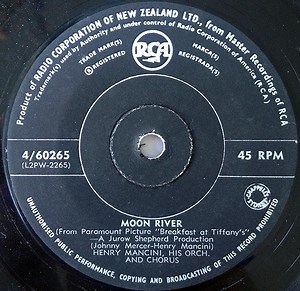 Product of RADIO CORPORATION OF NEW ZEALAND LTD., from Master Recordings of
Trademark(s) used by Authority and under control of Radio Corporation of America (RCA)
TRADE MARK(S)
® REGISTERED
RCA
MARCA(S)
REGISTRADA(S)
4/60265
(L2PW-2265)
45 RPM
CHAPPELL
MOON RIVER
(From Paramount Picture "Breakfast at Tiffany's"
—A Jurow Shepherd Production
(Johnny Mercer-Henry Mancini)
HENRY MANCINI, HIS ORCH.
AND CHORUS
UNAUTHORISED PUBLIC PERFORMANCE, COPYING AND BROADCASTING OF THIS RECORD PROHIBITED